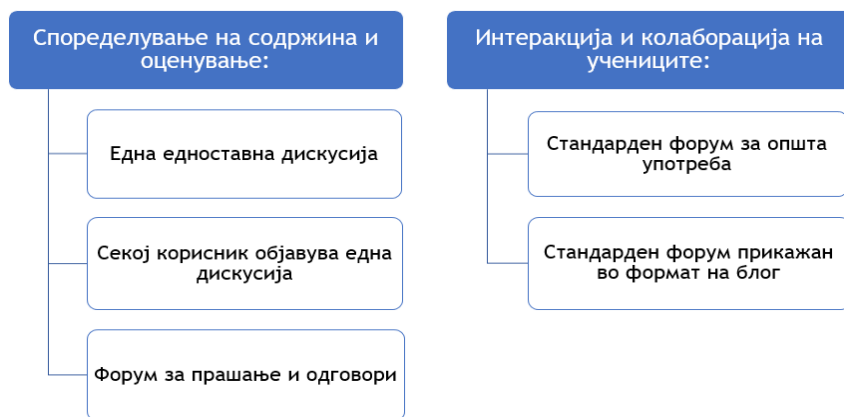 Споределување на содржина и
оценување:
Една едноставна дискусија
Секој корисник објавува една
дискусија
Форум за прашање и одговори
Интеракција и колаборација на
учениците:
Стандарден форум за општа
употреба
Стандарден форум прикажан
во формат на блог